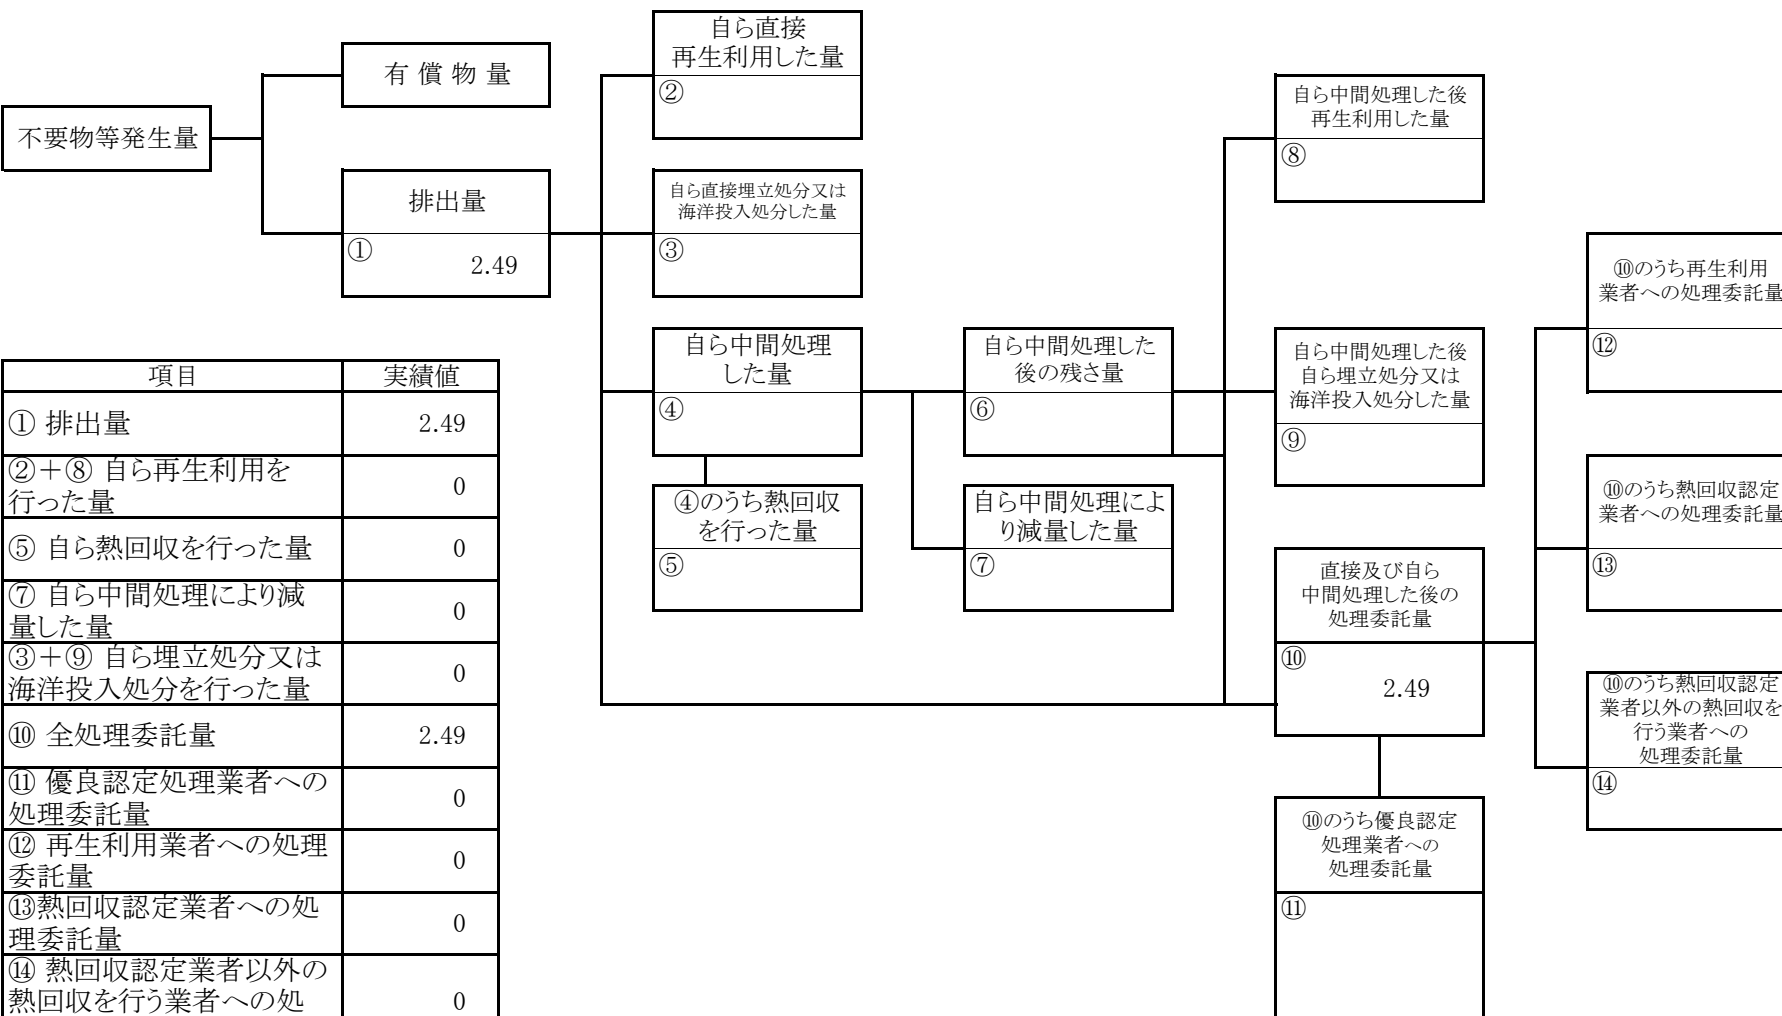 不要物等発生量
有償物量
排出量
①
2.49
自ら直接
再生利用した量
②
自ら直接埋立処分又は
海洋投入処分した量
③
自ら中間処理
した量
④
④のうち熱回収
を行った量
⑤
自ら中間処理した
後の残さ量
⑥
自ら中間処理によ
り減量した量
⑦
自ら中間処理した後
再生利用した量
⑧
自ら中間処理した後
自ら埋立処分又は
海洋投入処分した量
⑨
直接及び自ら
中間処理した後の
処理委託量
⑩
2.49
⑩のうち優良認定
処理業者への
処理委託量
⑪
⑩のうち再生利用
業者への処理委託量
⑫
⑩のうち熱回収認定
業者への処理委託量
⑬
⑩のうち熱回収認定
業者以外の熱回収を
行う業者への
処理委託量
⑭
項目 実績値
① 排出量 2.49
②+⑧ 自ら再生利用を
行った量 0
⑤ 自ら熱回収を行った量 0
⑦ 自ら中間処理により減
量した量 0
③+⑨ 自ら埋立処分又は
海洋投入処分を行った量 0
⑩ 全処理委託量 2.49
⑪ 優良認定処理業者への
処理委託量 0
⑫ 再生利用業者への処理
委託量 0
⑬熱回収認定業者への処
理委託量 0
⑭ 熱回収認定業者以外の
熱回収を行う業者への処 0